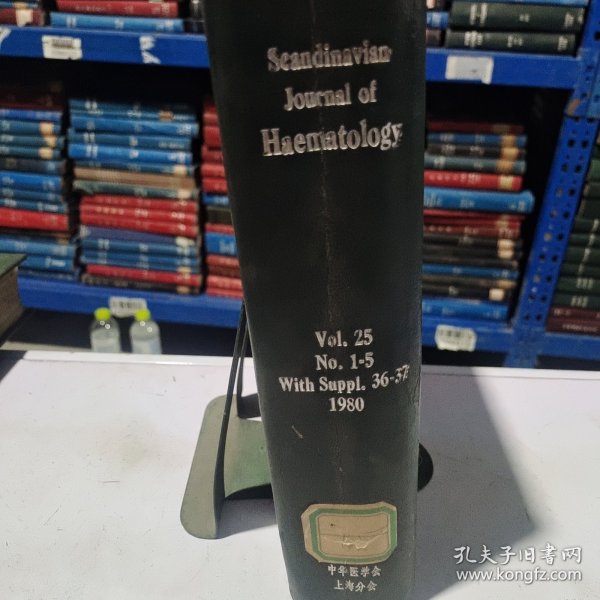 Scandinavian
Journal of
Haematology
Vol. 25
No. 1-5
With Suppl. 36-37
1980
中华医学会
上海分会
孔夫子旧书网
www.kongfz.com